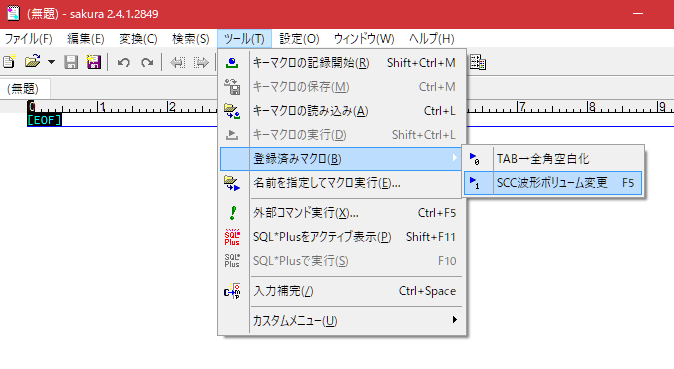 (無題) - sakura 2.4.1.2849
ファイル(F) 編集(E) 変換(C) 検索(S) ツール(T) 設定(O) ウィンドウ(W) ヘルプ(H)
(無題)
0 1 2 7 8 9
[EOF]
キーマクロの記録開始(R) Shift+Ctrl+M
キーマクロの保存(M) Ctrl+M
キーマクロの読み込み(A) Ctrl+L
キーマクロの実行(D) Shift+Ctrl+L
登録済みマクロ(B)
名前を指定してマクロ実行(E)...
外部コマンド実行(X)... Ctrl+F5
SQL*Plusをアクティブ表示(P) Shift+F11
SQL*Plusで実行(S) F10
入力補完(/) Ctrl+Space
カスタムメニュー(U)
0 TAB→全角空白化
1 SCC波形ボリューム変更 F5